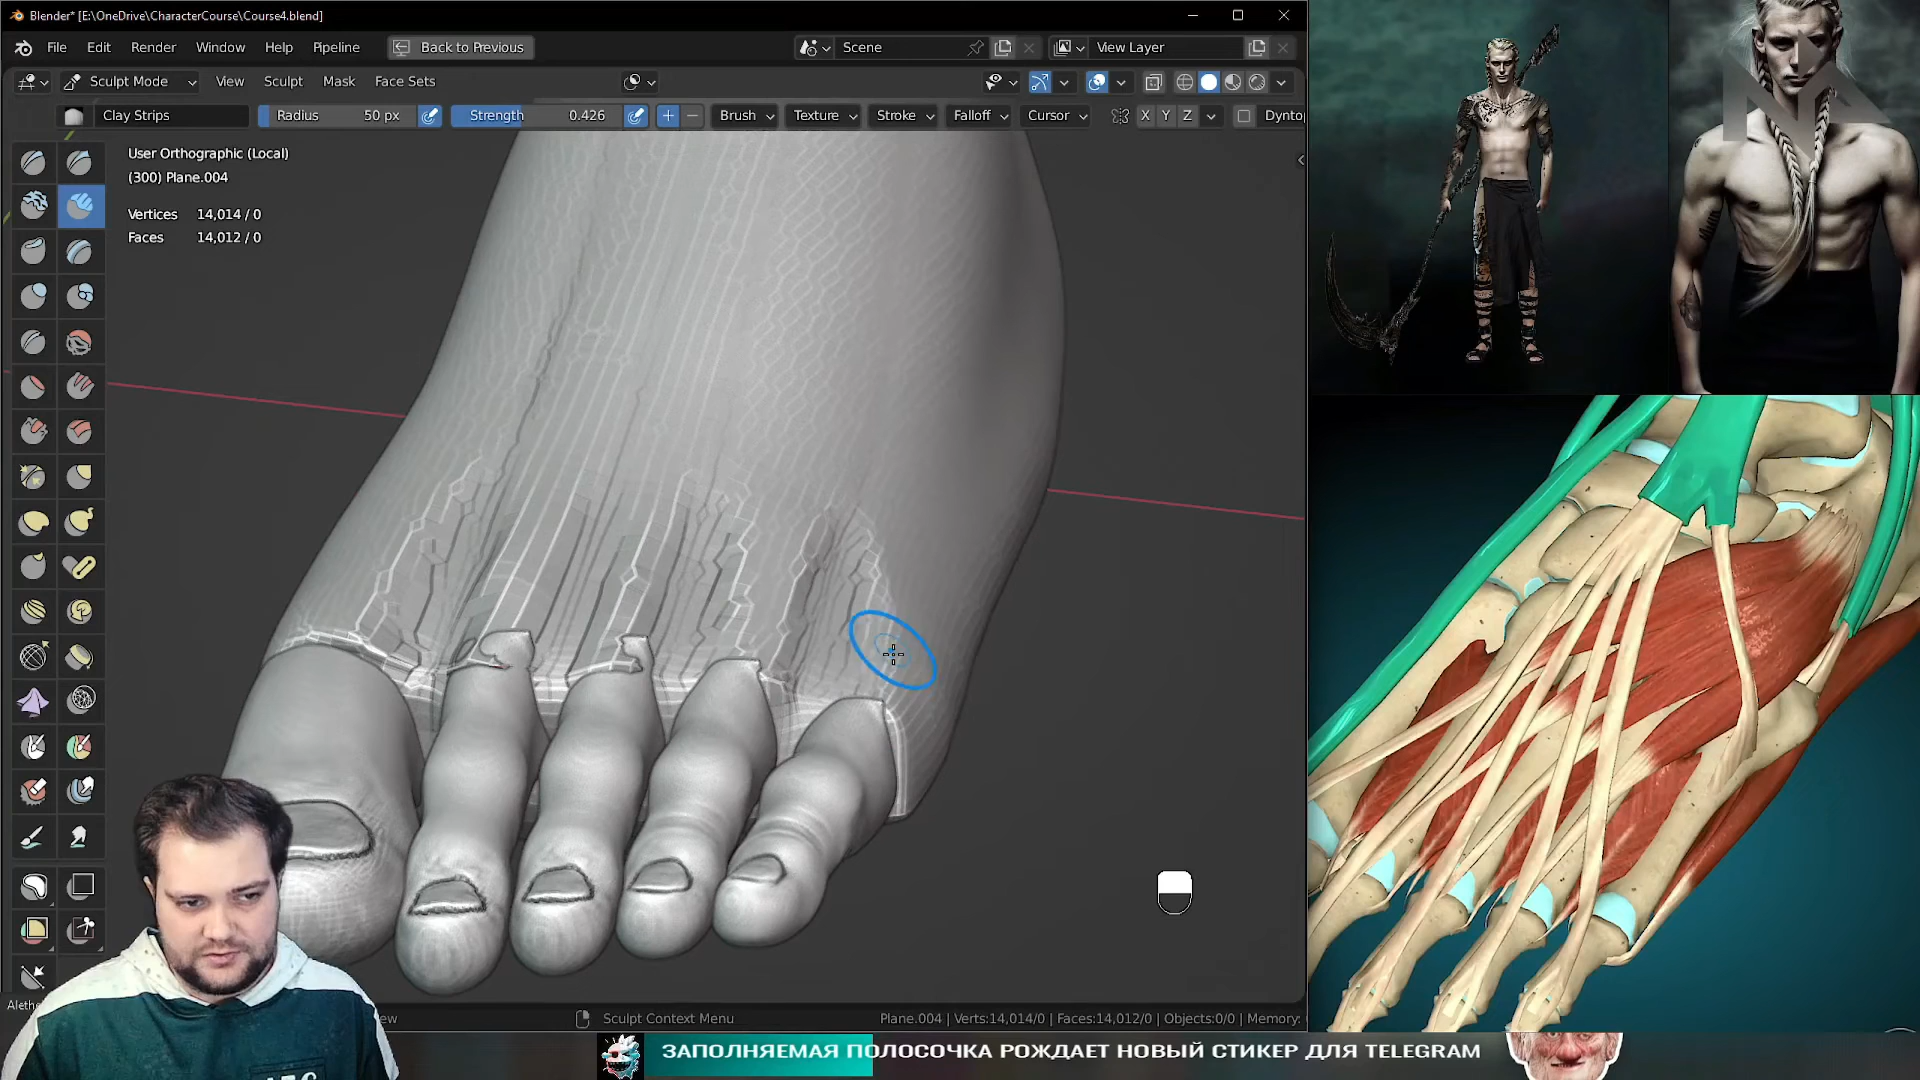 Blender* [E:\OneDrive\CharacterCourse\Course4.blend]
File Edit Render Window Help Pipeline Back to Previous Scene View Layer
Sculpt Mode View Sculpt Mask Face Sets
Clay Strips Radius 50 px Strength 0.426 Brush Texture Stroke Falloff Cursor X Y Z Dynto
User Orthographic (Local)
(300) Plane.004
Vertices 14,014 / 0
Faces 14,012 / 0
Sculpt Context Menu Plane.004 | Verts:14,014/0 | Faces:14,012/0 | Objects:0/0 | Memory:
ЗАПОЛНЯЕМАЯ ПОЛОСОЧКА РОЖДАЕТ НОВЫЙ СТИКЕР ДЛЯ TELEGRAM